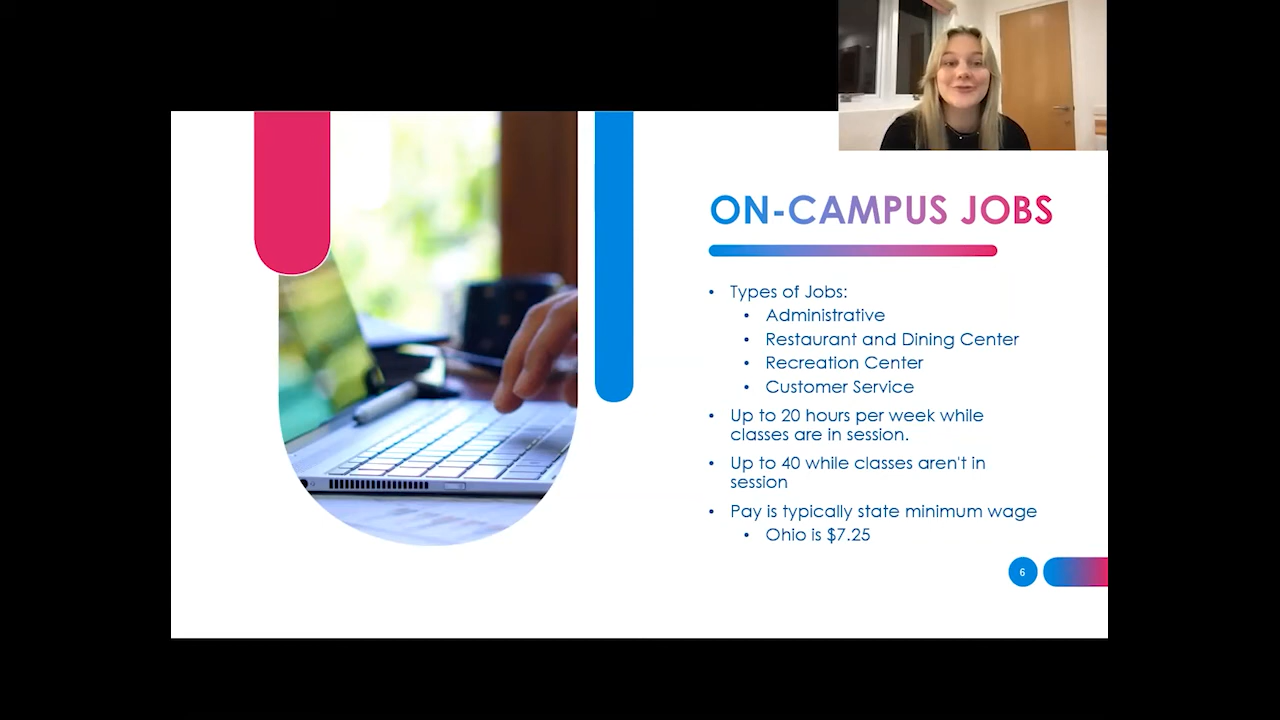 ON-CAMPUS JOBS
• Types of Jobs:
• Administrative
• Restaurant and Dining Center
• Recreation Center
• Customer Service
• Up to 20 hours per week while
classes are in session.
• Up to 40 while classes aren't in
session
• Pay is typically state minimum wage
• Ohio is $7.25
6